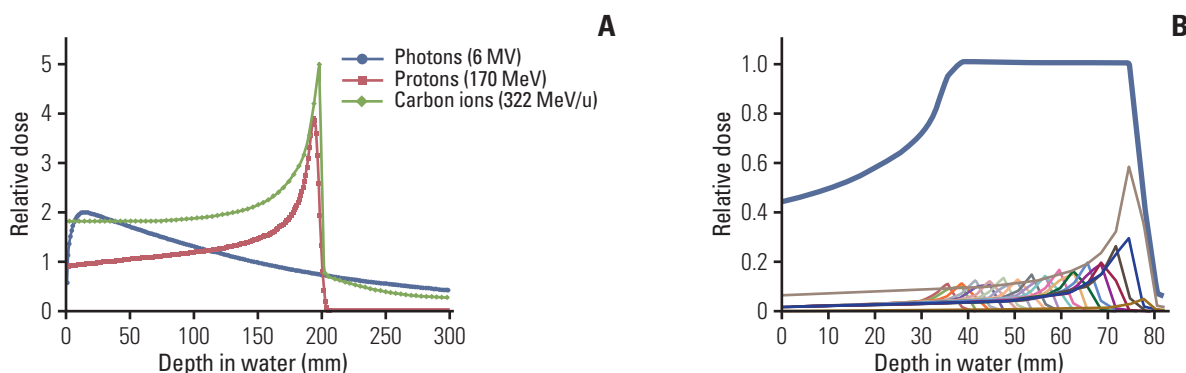 A
Photons (6 MV)
Protons (170 MeV)
Carbon ions (322 MeV/u)
Relative dose
5
4
3
2
1
0
0 50 100 150 200 250 300
Depth in water (mm)
B
Relative dose
1.0
0.8
0.6
0.4
0.2
0
0 10 20 30 40 50 60 70 80
Depth in water (mm)